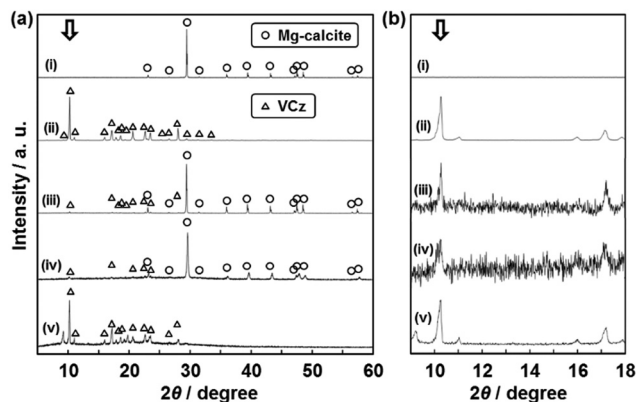 (a)
(b)
Mg-calcite
VCz
(i)
(ii)
(iii)
(iv)
(v)
Intensity / a. u.
10 20 30 40 50 60
2θ / degree
(i)
(ii)
(iii)
(iv)
(v)
10 12 14 16 18
2θ / degree